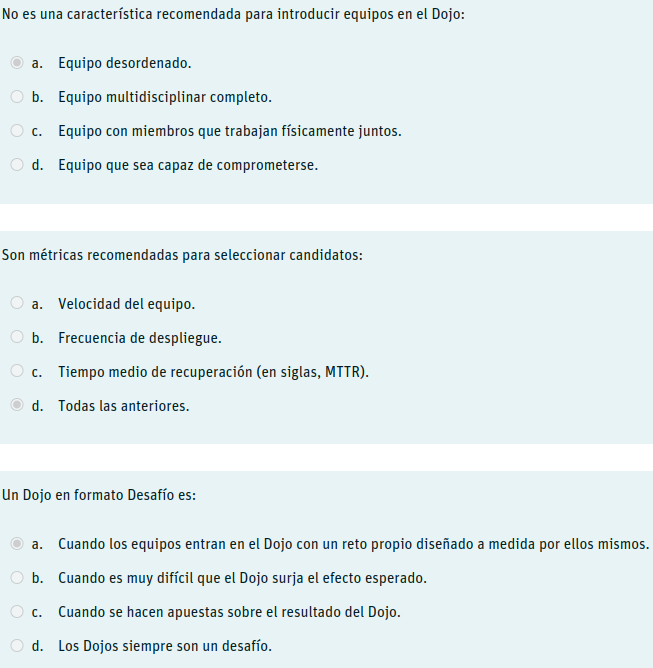 No es una característica recomendada para introducir equipos en el Dojo:
a. Equipo desordenado.
b. Equipo multidisciplinar completo.
c. Equipo con miembros que trabajan físicamente juntos.
d. Equipo que sea capaz de comprometerse.
Son métricas recomendadas para seleccionar candidatos:
a. Velocidad del equipo.
b. Frecuencia de despliegue.
c. Tiempo medio de recuperación (en siglas, MTTR).
d. Todas las anteriores.
Un Dojo en formato Desafío es:
a. Cuando los equipos entran en el Dojo con un reto propio diseñado a medida por ellos mismos.
b. Cuando es muy difícil que el Dojo surja el efecto esperado.
c. Cuando se hacen apuestas sobre el resultado del Dojo.
d. Los Dojos siempre son un desafío.